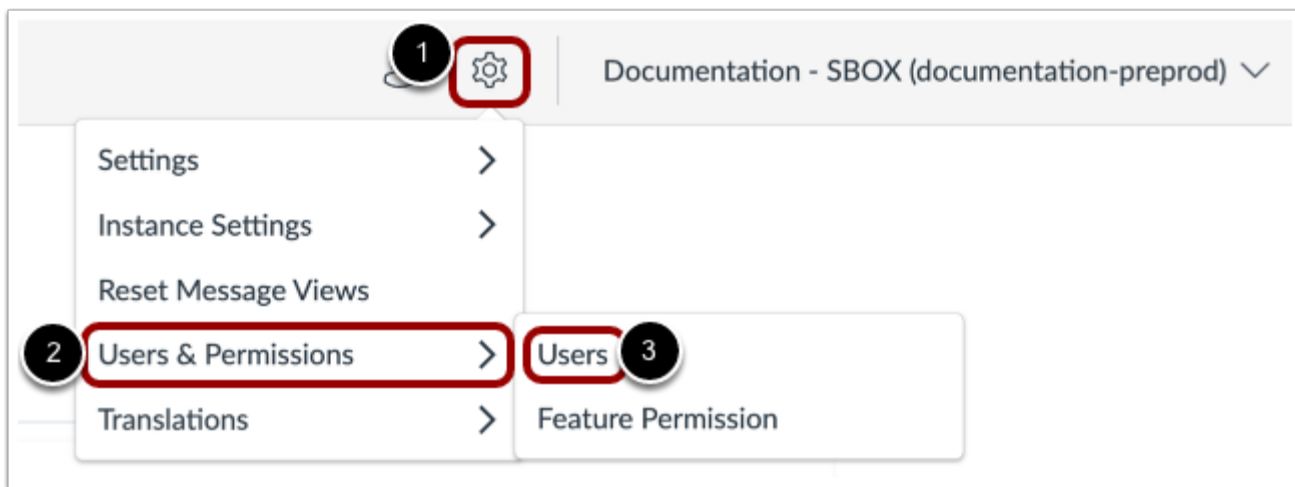 1
Documentation - SBOX (documentation-preprod)
Settings
Instance Settings
Reset Message Views
2 Users & Permissions Users 3
Translations Feature Permission